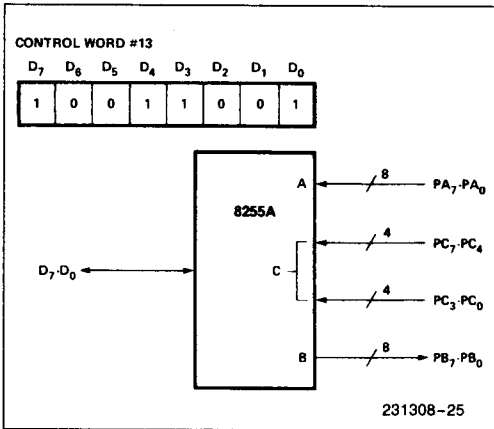 CONTROL WORD #13
D7 D6 D5 D4 D3 D2 D1 D0
1 0 0 1 1 0 0 1
8255A
A
8
PA7-PA0
4
PC7-PC4
D7-D0
C
4
PC3-PC0
B
8
PB7-PB0
231308-25